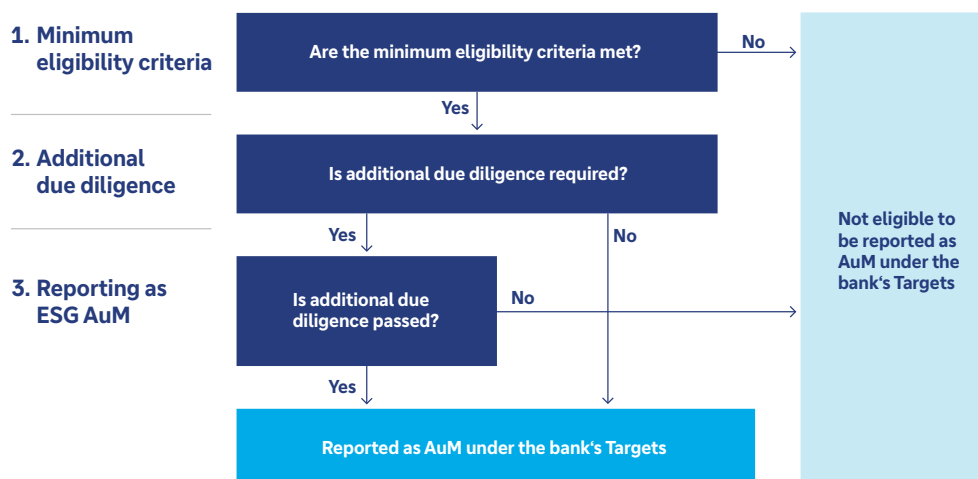 1. Minimum
eligibility criteria
Are the minimum eligibility criteria met?
No
Yes
2. Additional
due diligence
Is additional due diligence required?
Yes
No
Not eligible to
be reported as
AuM under the
bank‘s Targets
3. Reporting as
ESG AuM
Is additional due
diligence passed?
No
Yes
Reported as AuM under the bank‘s Targets